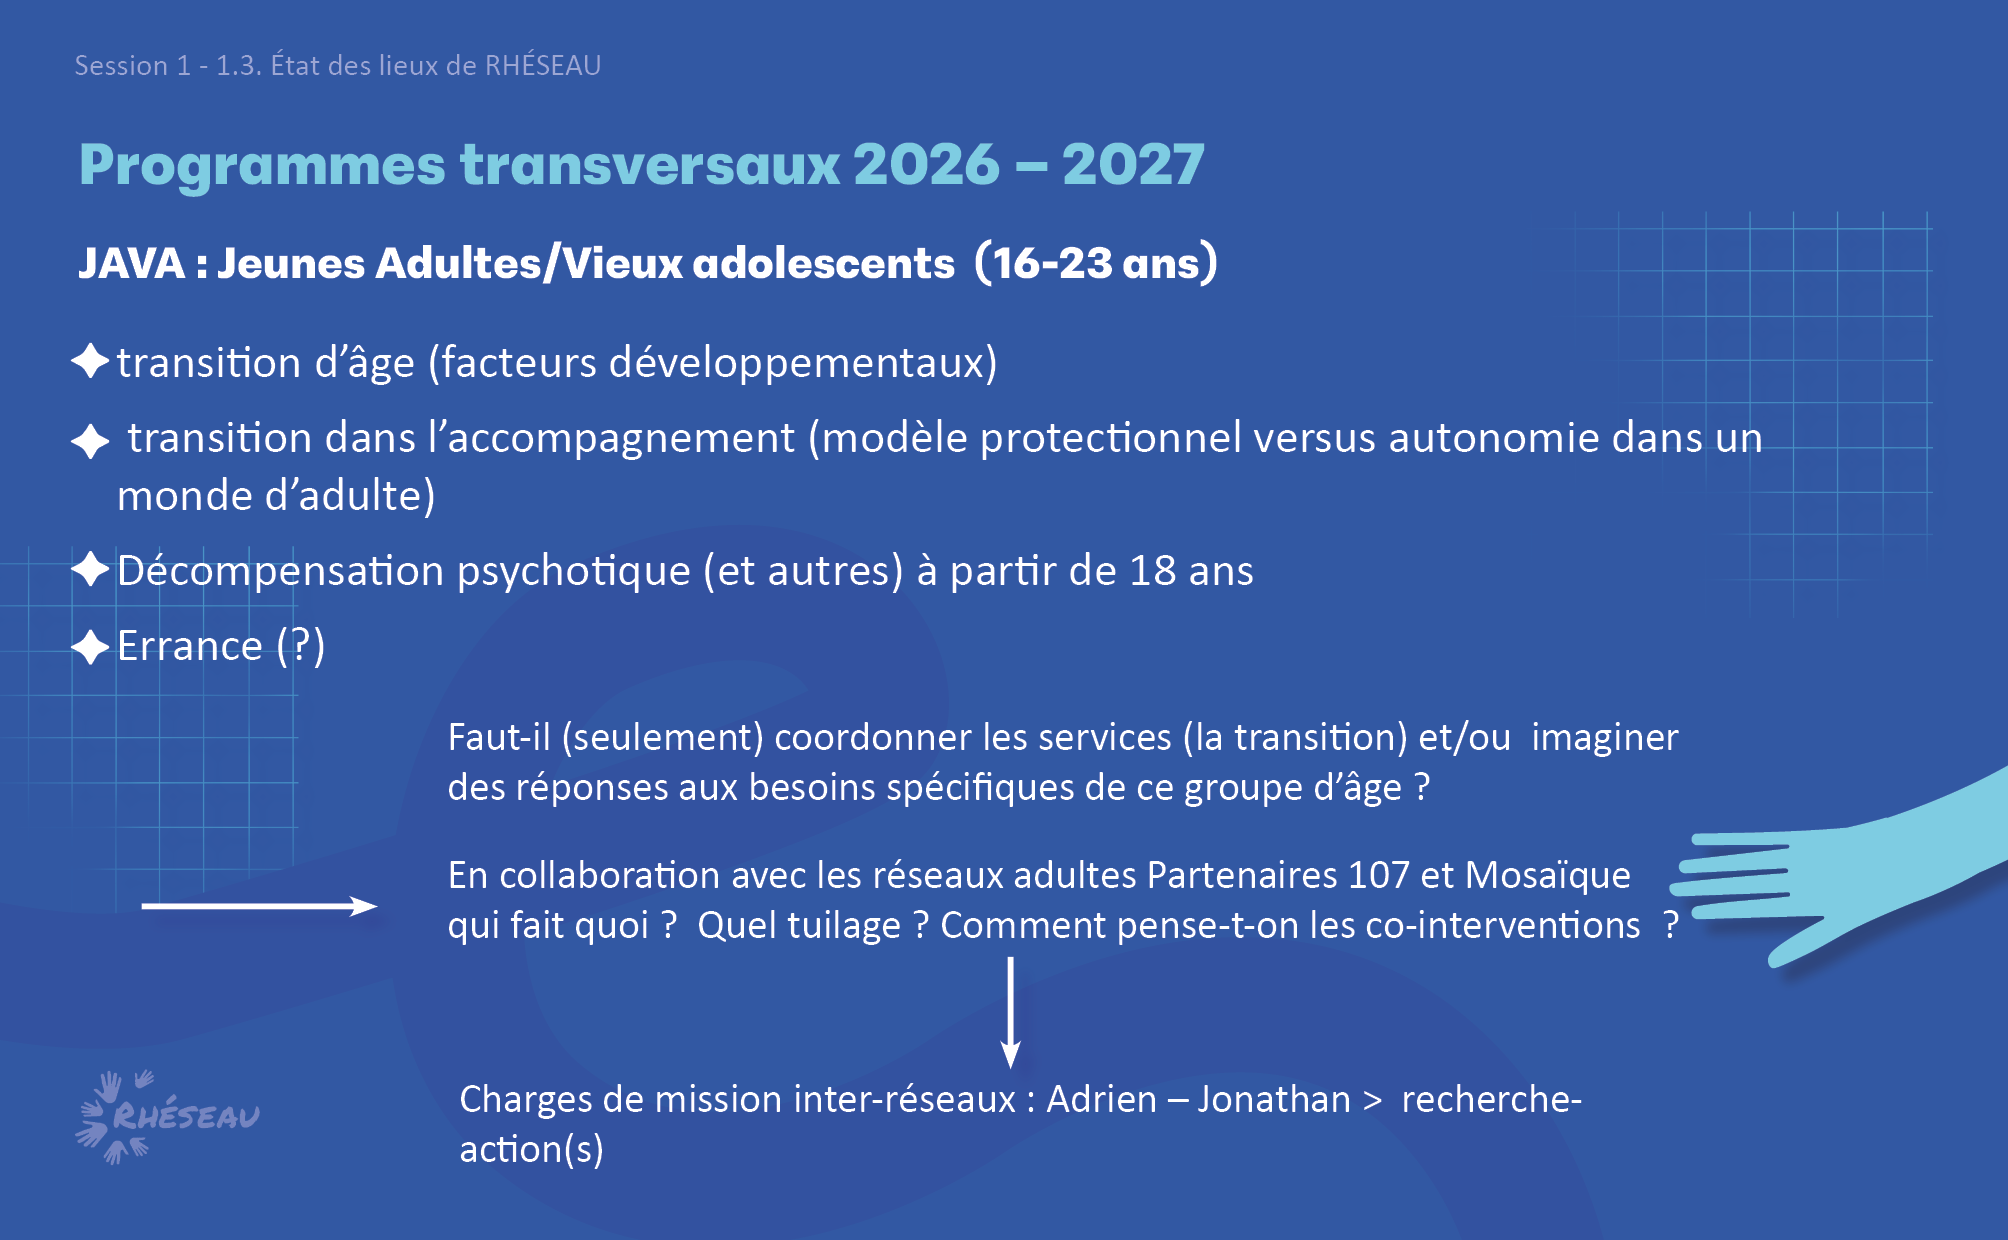 Session 1 - 1.3. État des lieux de RHÉSEAU
Programmes transversaux 2026 – 2027
JAVA : Jeunes Adultes/Vieux adolescents (16-23 ans)
transition d’âge (facteurs développementaux)
transition dans l’accompagnement (modèle protectionnel versus autonomie dans un
monde d’adulte)
Décompensation psychotique (et autres) à partir de 18 ans
Errance (?)
Faut-il (seulement) coordonner les services (la transition) et/ou imaginer
des réponses aux besoins spécifiques de ce groupe d’âge ?
En collaboration avec les réseaux adultes Partenaires 107 et Mosaïque
qui fait quoi ? Quel tuilage ? Comment pense-t-on les co-interventions ?
Charges de mission inter-réseaux : Adrien – Jonathan > recherche-
action(s)
RHÉSEAU